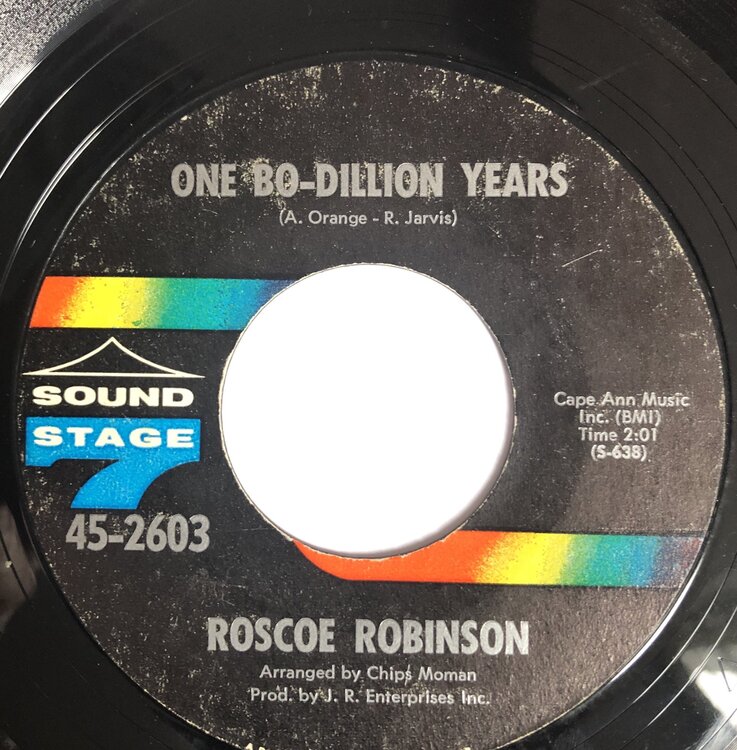 ONE BO-DILLION YEARS
(A. Orange - R. Jarvis)
SOUND
STAGE
7
45-2603
Cape Ann Music
Inc. (BMI)
Time 2:01
(S-638)
ROSCOE ROBINSON
Arranged by Chips Moman
Prod. by J. R. Enterprises Inc.